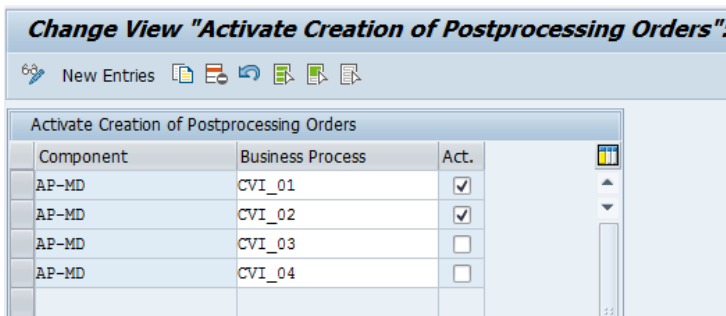 Change View "Activate Creation of Postprocessing Orders":
New Entries
Activate Creation of Postprocessing Orders
Component Business Process Act.
AP-MD CVI_01
AP-MD CVI_02
AP-MD CVI_03
AP-MD CVI_04